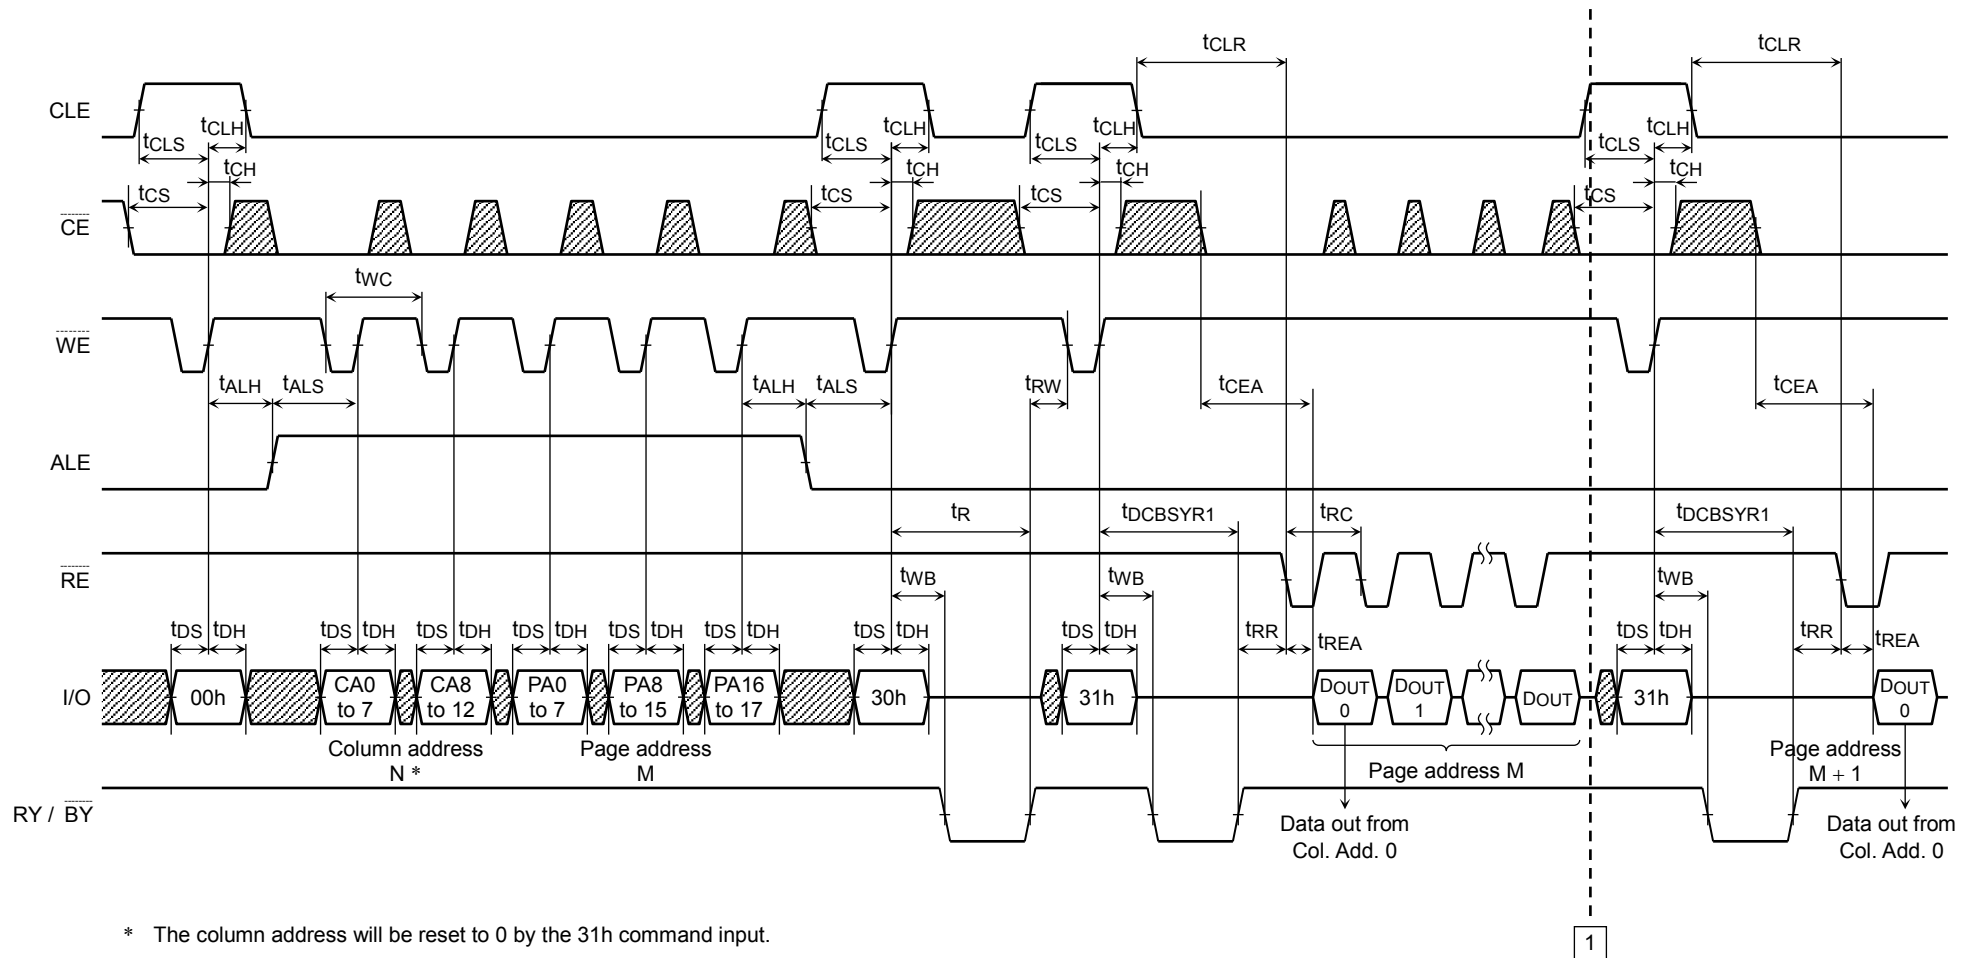 tCLR tCLR
CLE
tCLH tCLH tCLH tCLH
tCLS tCLS tCLS tCLS
tCH tCH tCH tCH
tCS tCS tCS tCS
CE
tWC
WE
tALH tALS tALH tALS tRW tCEA tCEA
ALE
tR tDCBSYR1 tRC tDCBSYR1
RE
tWB tWB tWB
tDS tDH tDS tDH tDS tDH tDS tDH tDS tDH tDS tDH tDS tDH tDS tDH tDS tDH
tRR tREA tRR tREA
I/O 00h CA0 to 7 CA8 to 12 PA0 to 7 PA8 to 15 PA16 to 17 30h 31h DOUT 0 DOUT 1 DOUT 31h DOUT 0
Column address
N *
Page address
M
Page address M
Page address
M + 1
RY / BY
Data out from
Col. Add. 0
Data out from
Col. Add. 0
* The column address will be reset to 0 by the 31h command input.
1